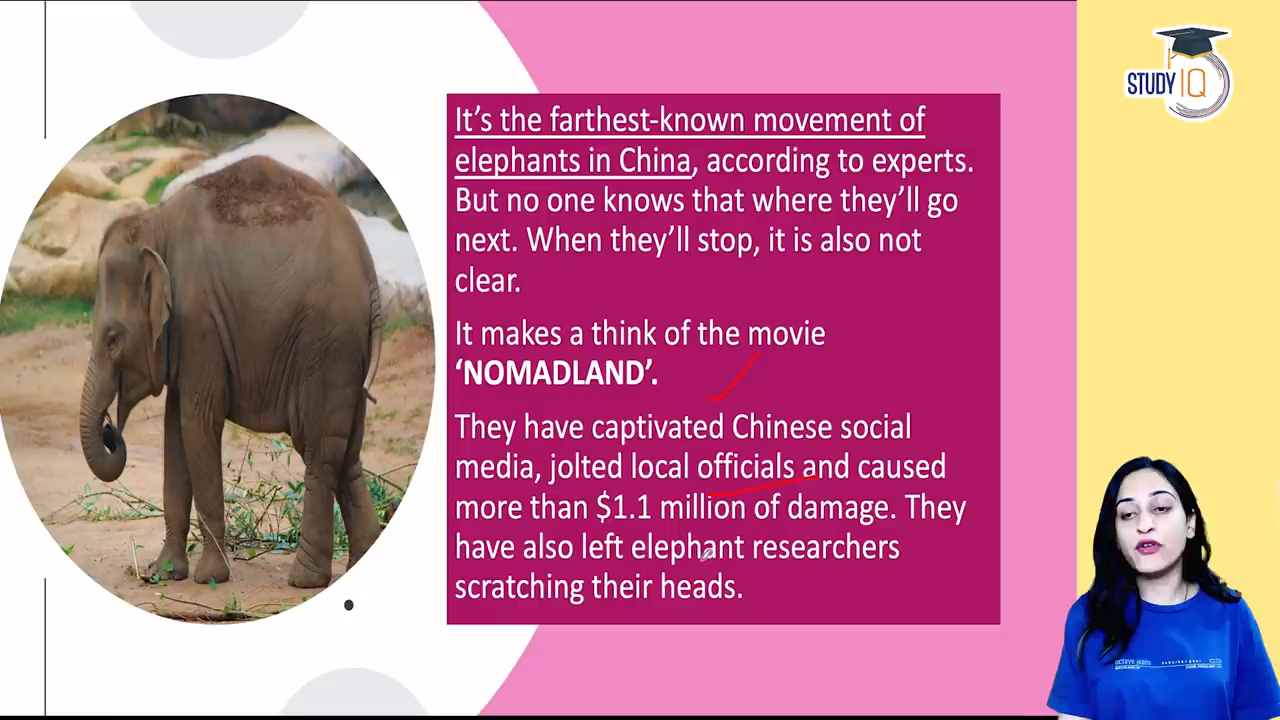 It's the farthest-known movement of
elephants in China, according to experts.
But no one knows that where they'll go
next. When they'll stop, it is also not
clear.
It makes a think of the movie
‘NOMADLAND’.
They have captivated Chinese social
media, jolted local officials and caused
more than $1.1 million of damage. They
have also left elephant researchers
scratching their heads.
STUDY IQ
octave jeans